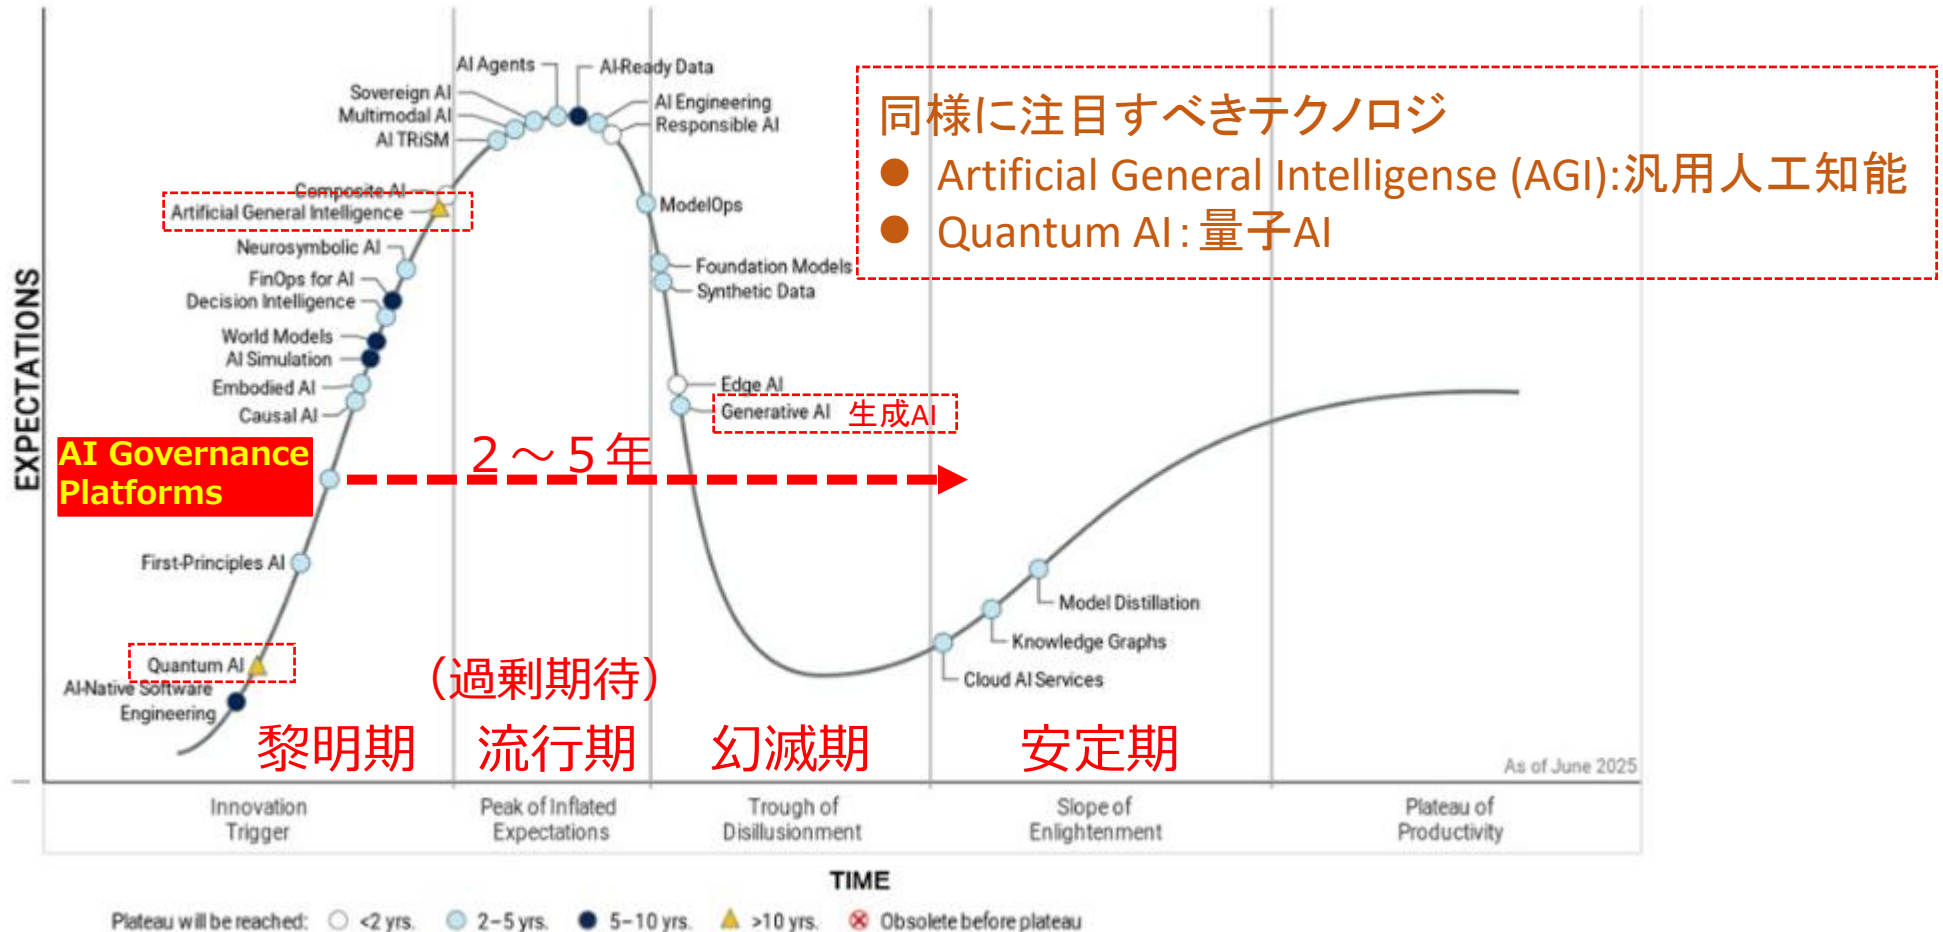 AI Agents
AI-Ready Data
Sovereign AI
AI Engineering
Multimodal AI
Responsible AI
AI TRiSM
同様に注目すべきテクノロジ
● Artificial General Intelligense (AGI):汎用人工知能
● Quantum AI:量子AI
Composite AI
Artificial General Intelligence
ModelOps
Neurosymbolic AI
Foundation Models
FinOps for AI
Synthetic Data
Decision Intelligence
World Models
AI Simulation
Embodied AI
Edge AI
Causal AI
Generative AI 生成AI
EXPECTATIONS
AI Governance
Platforms
2～5年
First-Principles AI
Model Distillation
Knowledge Graphs
Cloud AI Services
Quantum AI
AI-Native Software
Engineering
(過剰期待)
黎明期 流行期 幻滅期 安定期
As of June 2025
Innovation
Trigger
Peak of Inflated
Expectations
Trough of
Disillusionment
Slope of
Enlightenment
Plateau of
Productivity
TIME
Plateau will be reached: <2 yrs. 2–5 yrs. 5–10 yrs. >10 yrs. Obsolete before plateau